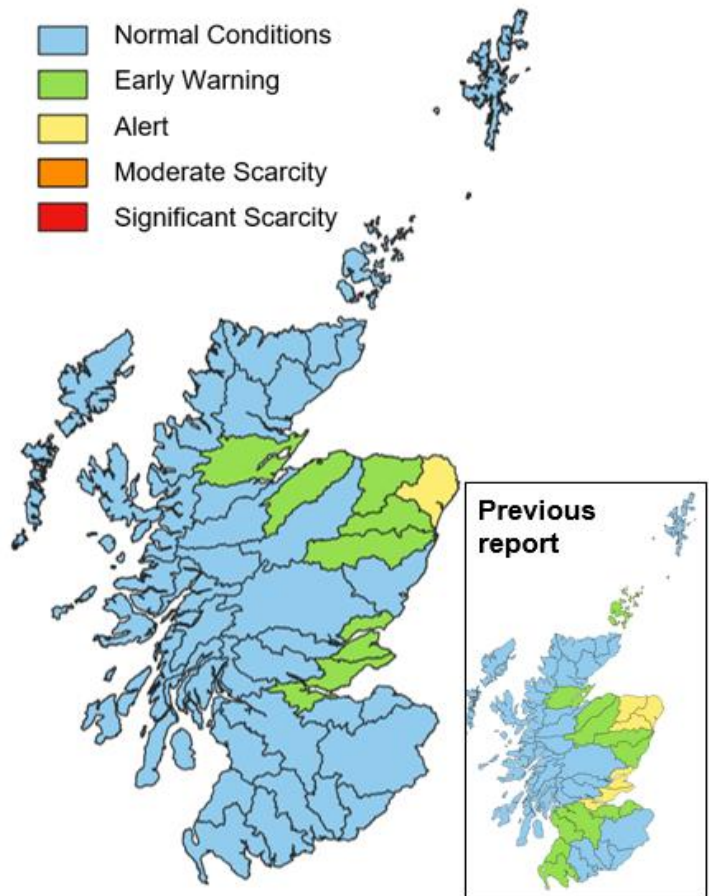 Normal Conditions
Early Warning
Alert
Moderate Scarcity
Significant Scarcity
Previous
report